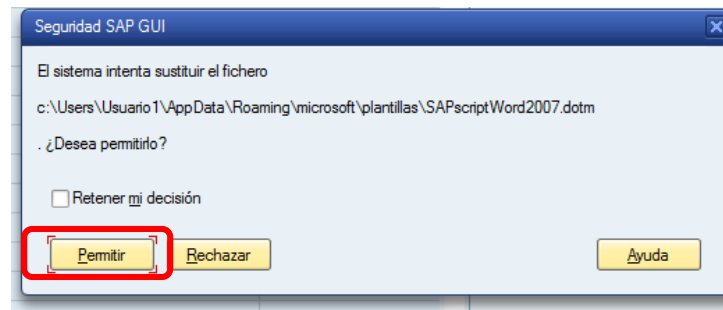 Seguridad SAP GUI
El sistema intenta sustituir el fichero
c:\Users\Usuario1\AppData\Roaming\microsoft\plantillas\SAPscriptWord2007.dotm
. ¿Desea permitirlo?
Retener mi decisión
Permitir Rechazar Ayuda